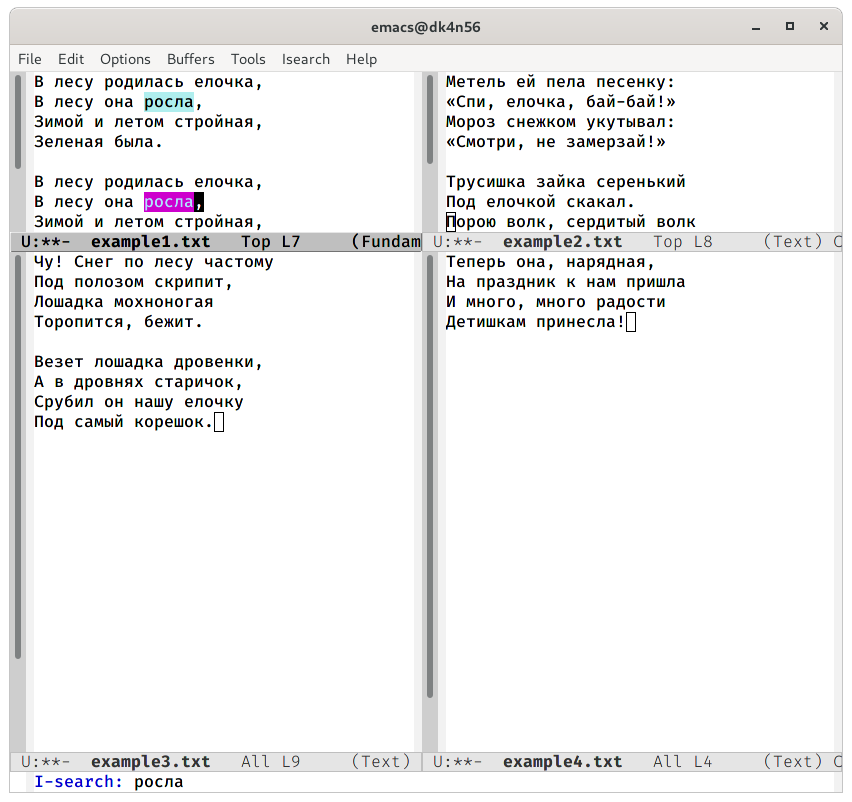 emacs@dk4n56
File Edit Options Buffers Tools Isearch Help
В лесу родилась елочка,
В лесу она росла,
Зимой и летом стройная,
Зеленая была.
В лесу родилась елочка,
В лесу она росла,
Зимой и летом стройная,
U:**- example1.txt Top L7 (Fundam
Метель ей пела песенку:
«Спи, елочка, бай-бай!»
Мороз снежком укутывал:
«Смотри, не замерзай!»
Трусишка зайка серенький
Под елочкой скакал.
Порою волк, сердитый волк
U:**- example2.txt Top L8 (Text) C
Чу! Снег по лесу частому
Под полозом скрипит,
Лошадка мохноногая
Торопится, бежит.
Везет лошадка дровенки,
А в дровнях старичок,
Срубил он нашу елочку
Под самый корешок.
U:**- example3.txt All L9 (Text)
Теперь она, нарядная,
На праздник к нам пришла
И много, много радости
Детишкам принесла!
U:**- example4.txt All L4 (Text) C
I-search: росла